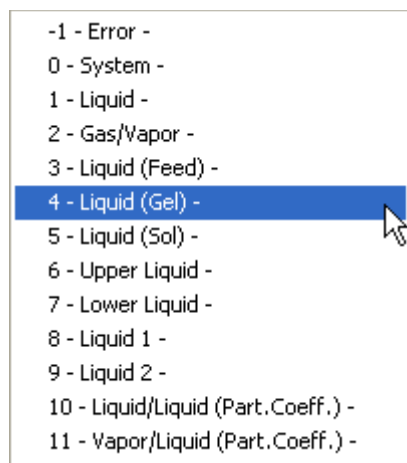 -1 - Error -
0 - System -
1 - Liquid -
2 - Gas/Vapor -
3 - Liquid (Feed) -
4 - Liquid (Gel) -
5 - Liquid (Sol) -
6 - Upper Liquid -
7 - Lower Liquid -
8 - Liquid 1 -
9 - Liquid 2 -
10 - Liquid/Liquid (Part.Coeff.) -
11 - Vapor/Liquid (Part.Coeff.) -